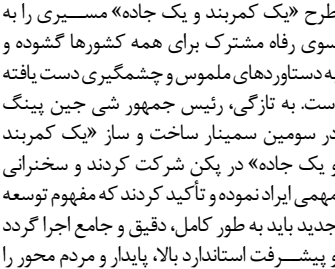 طرح «یک کمربند و یک جاده» مسیری را به
سوی رفاه مشترک برای همه کشورها گشوده و
به دستاوردهای ملموس و چشمگیری دست یافته
است. به تازگی، رئیس جمهور شی جین پینگ
در سومین سمینار ساخت و ساز «یک کمربند
و یک جاده» در پکن شرکت کردند و سخنرانی
مهمی ایراد نموده و تأکید کردند که مفهوم توسعه
جدید باید به طور کامل، دقیق و جامع اجرا گردد
و پیشرفت استاندارد بالا، پایدار و مردم محور را